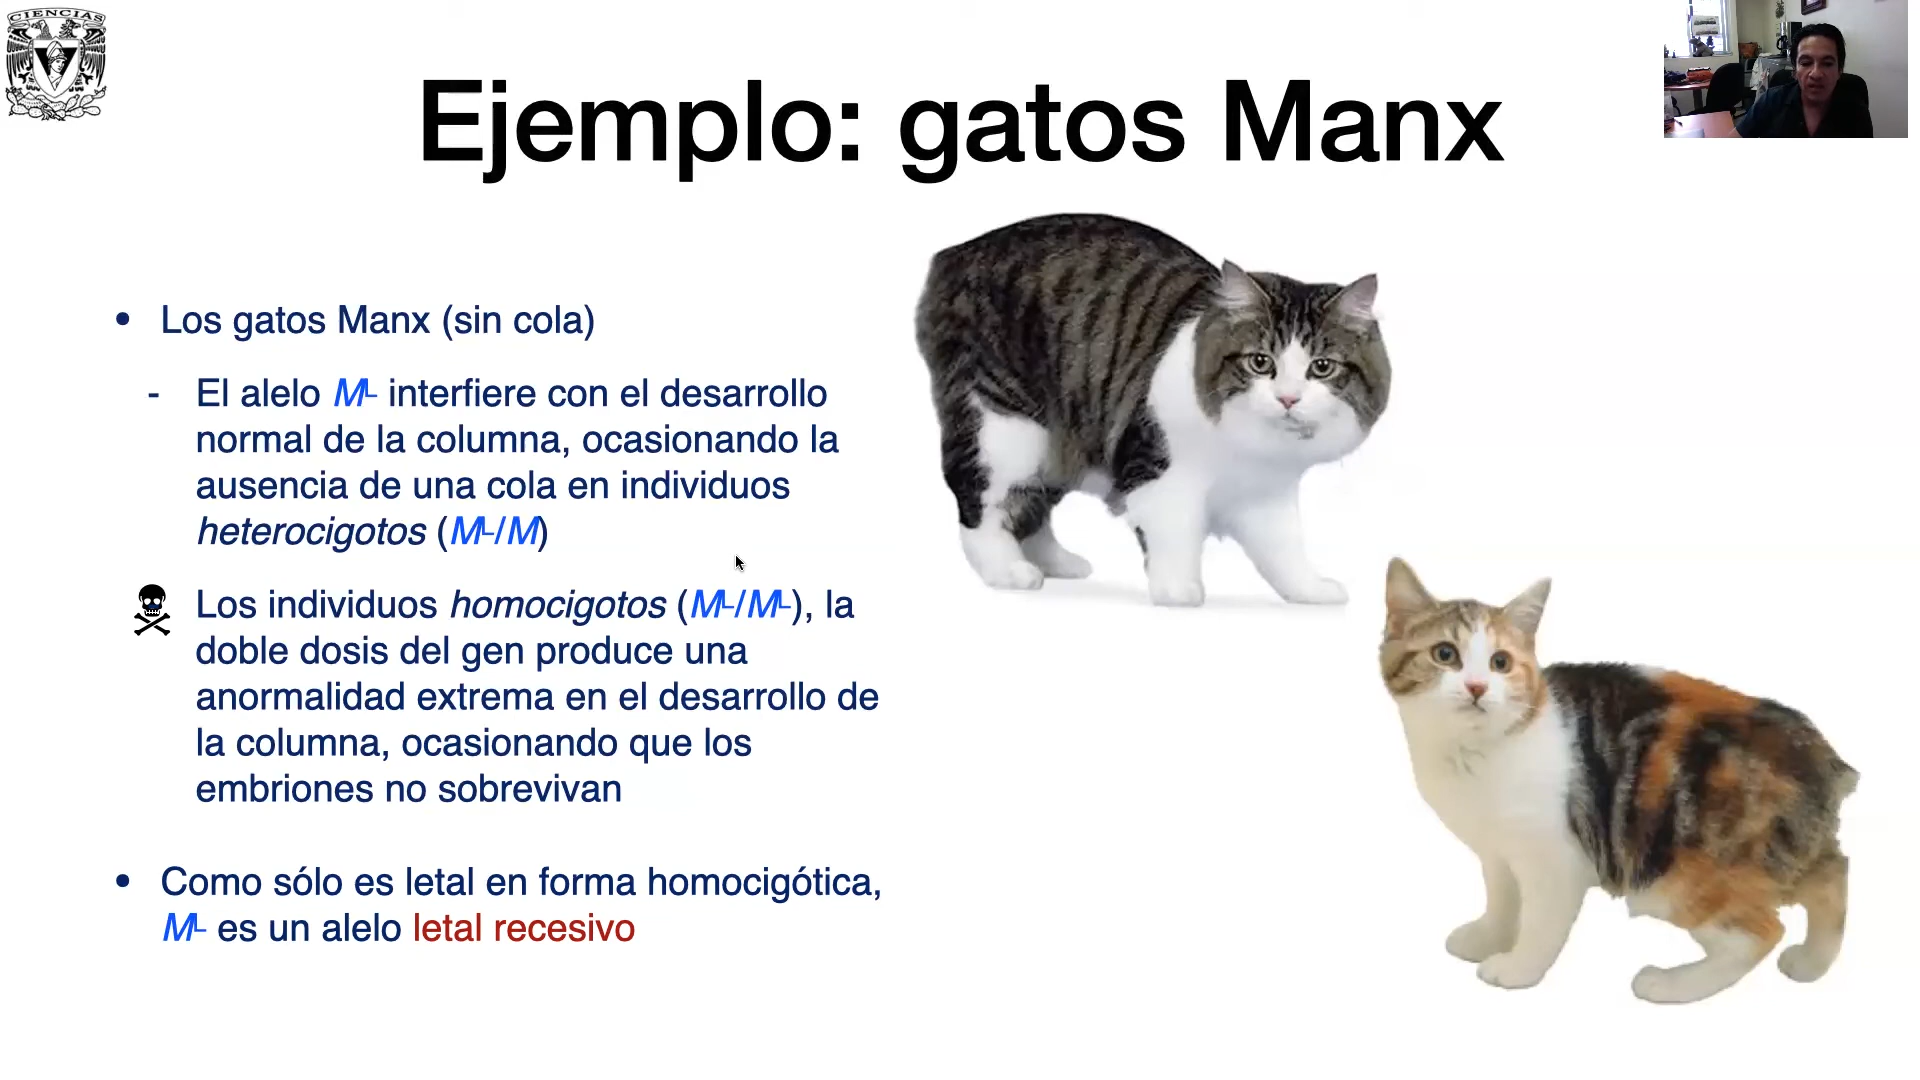 CIENCIAS
Ejemplo: gatos Manx
• Los gatos Manx (sin cola)
- El alelo Mᴸ interfiere con el desarrollo
normal de la columna, ocasionando la
ausencia de una cola en individuos
heterocigotos (Mᴸ/M)
Los individuos homocigotos (Mᴸ/Mᴸ), la
doble dosis del gen produce una
anormalidad extrema en el desarrollo de
la columna, ocasionando que los
embriones no sobrevivan
• Como sólo es letal en forma homocigótica,
Mᴸ es un alelo letal recesivo